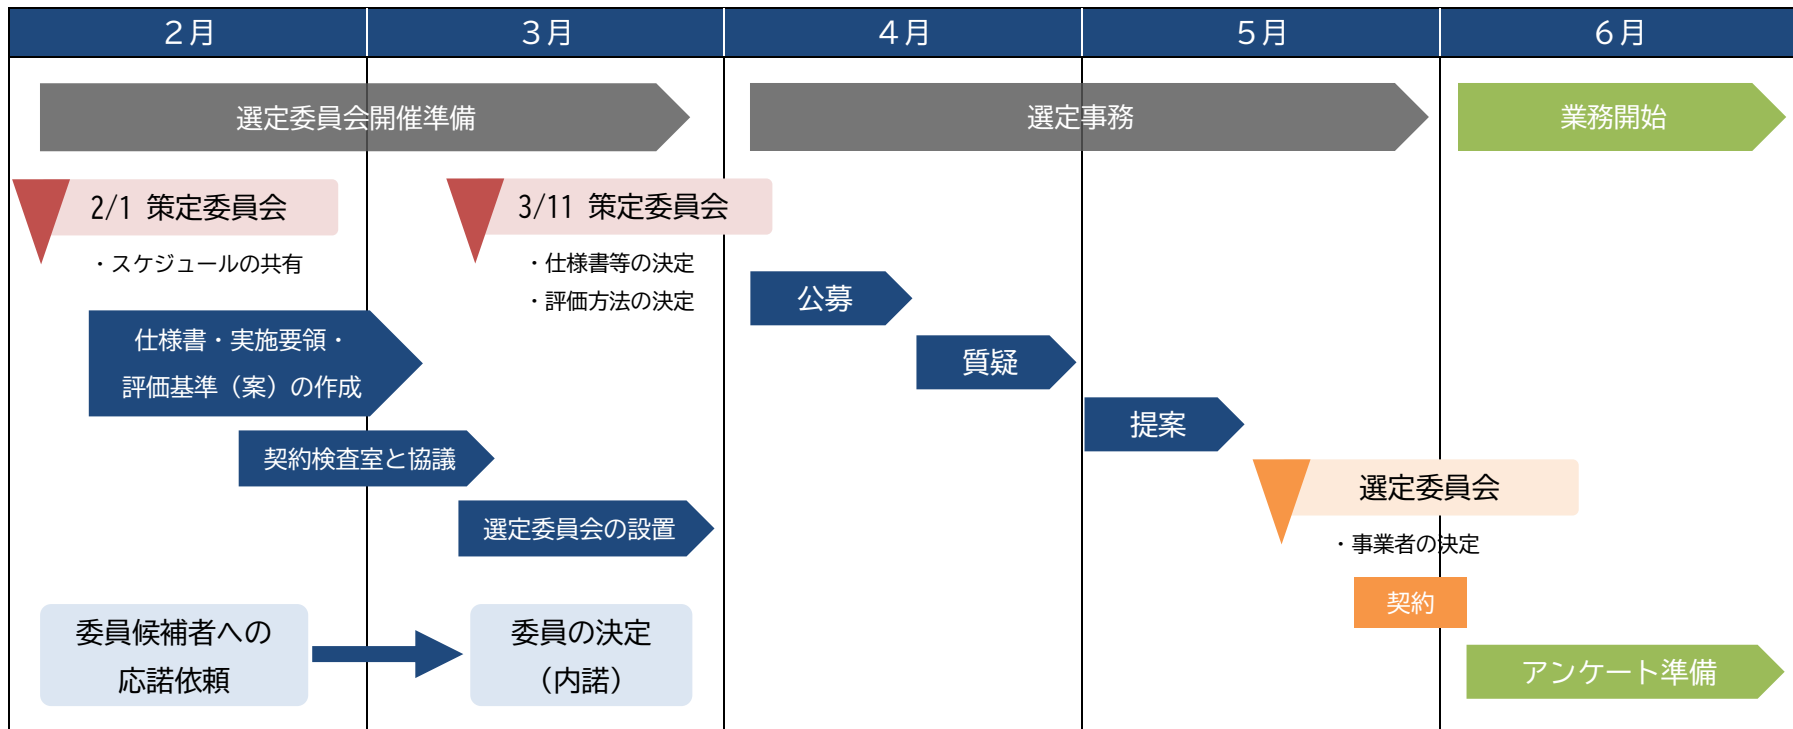 ２月
３月
４月
５月
６月
選定委員会開催準備
選定事務
業務開始
2/1 策定委員会
・スケジュールの共有
3/11 策定委員会
・仕様書等の決定
・評価方法の決定
公募
仕様書・実施要領・
評価基準（案）の作成
質疑
提案
契約検査室と協議
選定委員会
・事業者の決定
選定委員会の設置
契約
委員候補者への
応諾依頼
委員の決定
（内諾）
アンケート準備